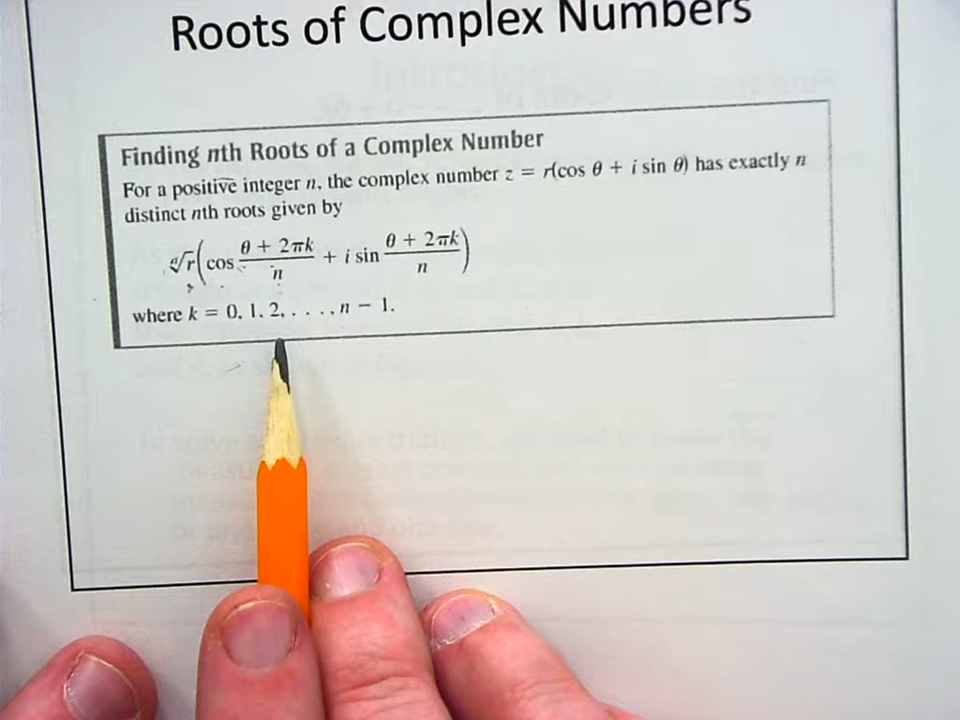 Roots of Complex Numbers
Finding nth Roots of a Complex Number
For a positive integer n, the complex number z = r(cos θ + i sin θ) has exactly n
distinct nth roots given by
ⁿ√r(cos (θ + 2πk)/n + i sin (θ + 2πk)/n)
where k = 0, 1, 2, . . . , n − 1.